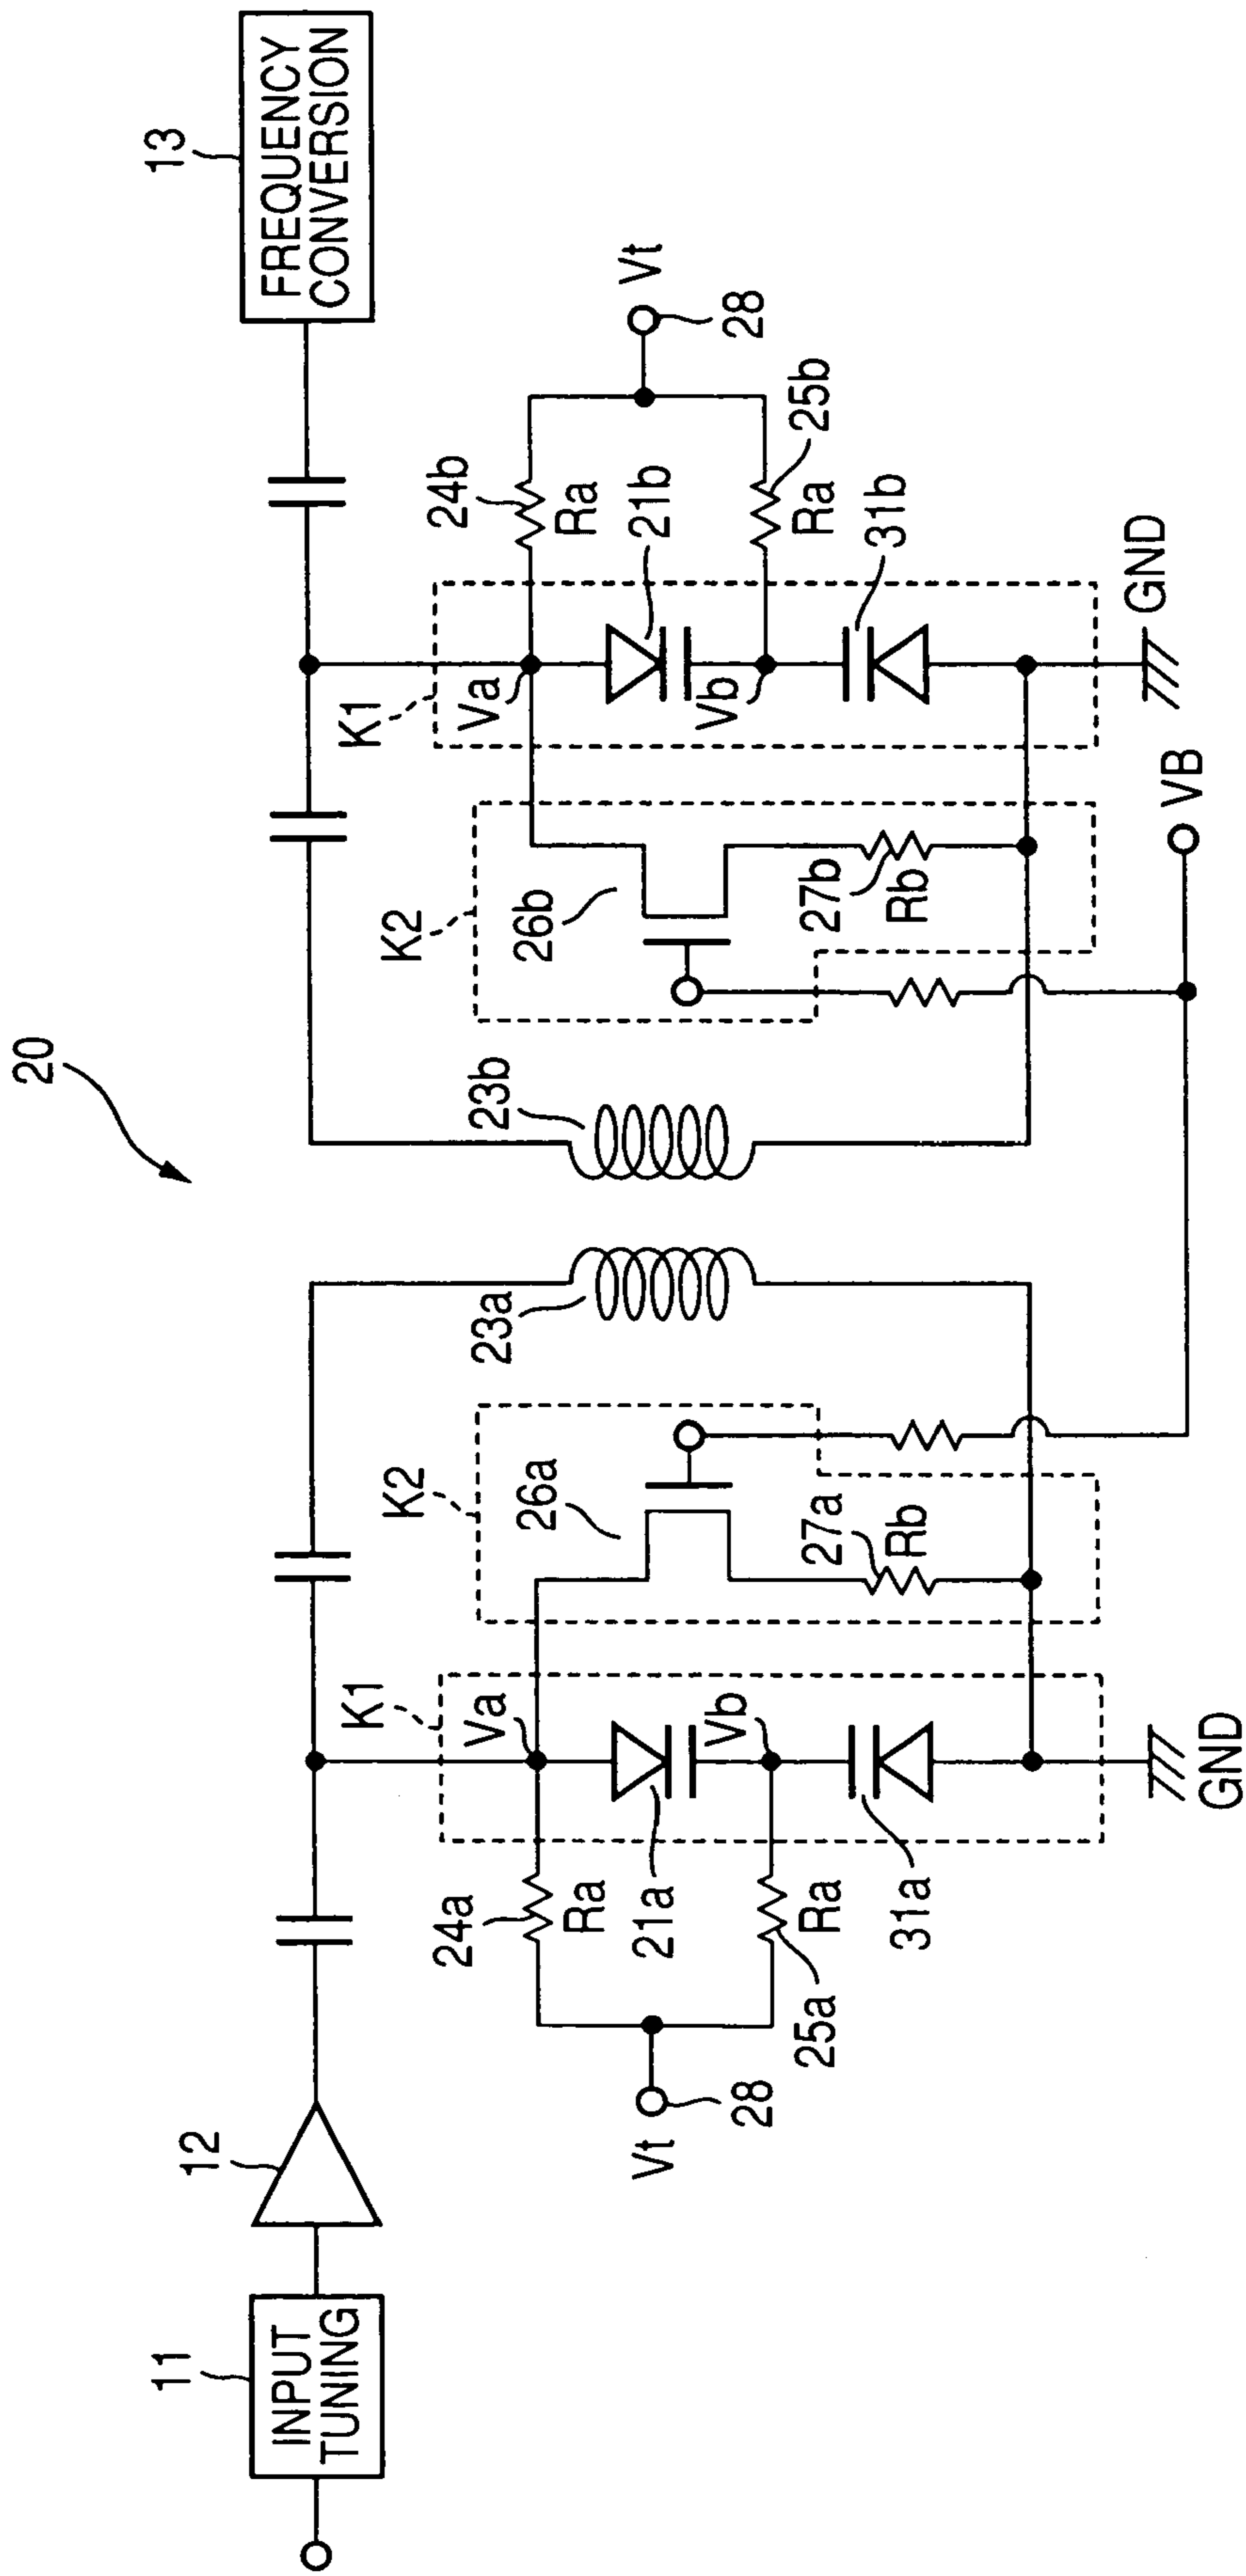 20
11
INPUT
TUNING
12
13
FREQUENCY
CONVERSION
K1
K2
K2
K1
Va
Va
24a
Ra
21a
Vb
25a
Ra
31a
Vt
28
26a
27a
Rb
23a
23b
26b
27b
Rb
24b
Ra
21b
Vb
25b
Ra
31b
Vt
28
GND
GND
VB